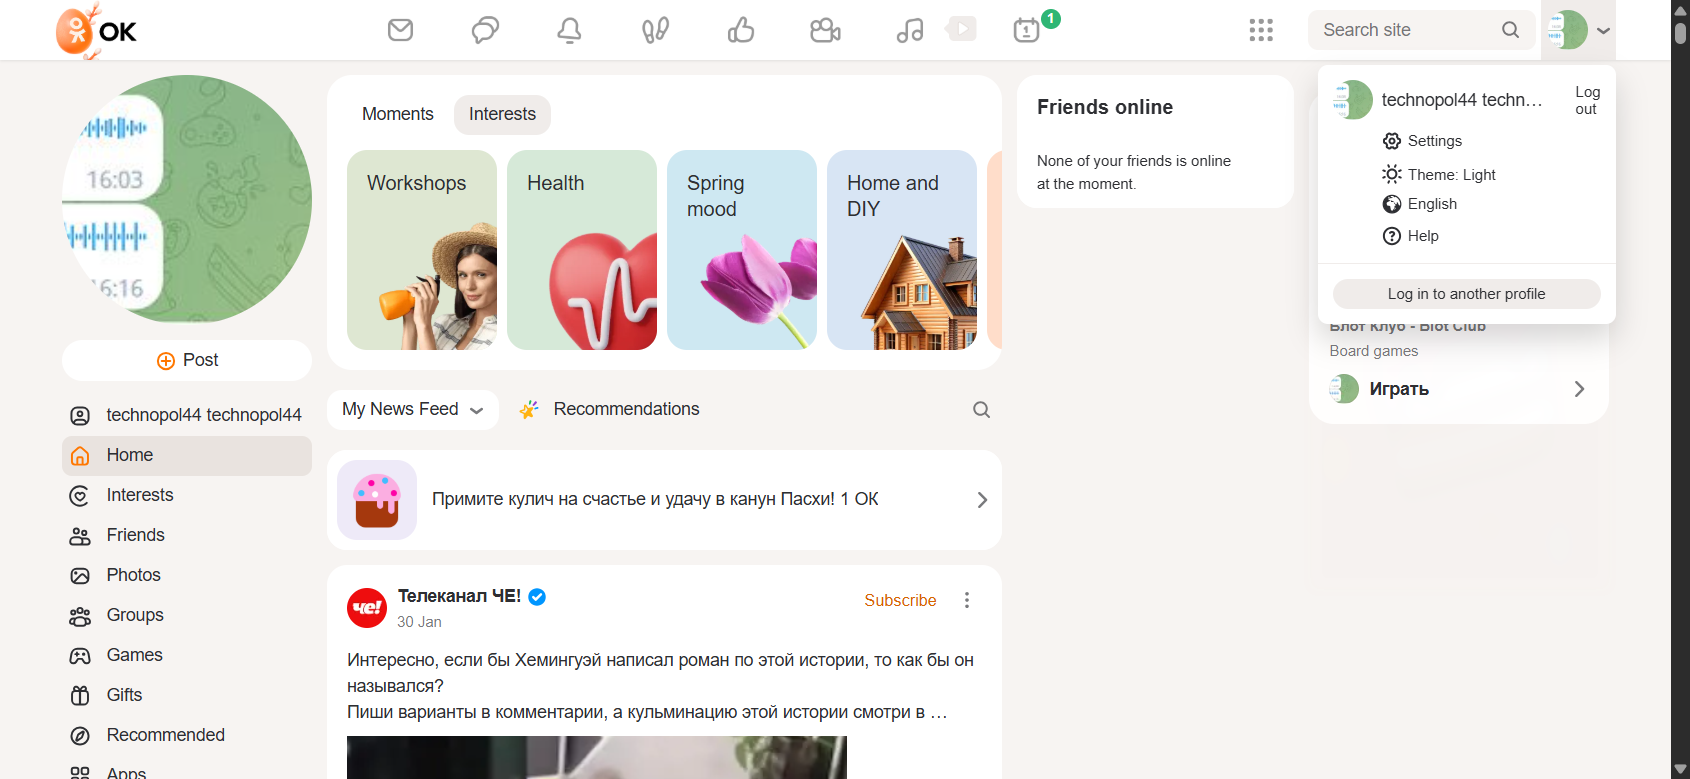 OK
1
1
Search site
technopol44 techn…
Log out
Settings
Theme: Light
English
Help
Log in to another profile
16:03
16:16
Post
technopol44 technopol44
Home
Interests
Friends
Photos
Groups
Games
Gifts
Recommended
Apps
Moments
Interests
Workshops
Health
Spring
mood
Home and
DIY
My News Feed
Recommendations
Примите кулич на счастье и удачу в канун Пасхи! 1 ОК
че!
Телеканал ЧЕ!
30 Jan
Subscribe
Интересно, если бы Хемингуэй написал роман по этой истории, то как бы он
назывался?
Пиши варианты в комментарии, а кульминацию этой истории смотри в …
Friends online
None of your friends is online
at the moment.
Блот Клуб - Blot Club
Board games
Играть